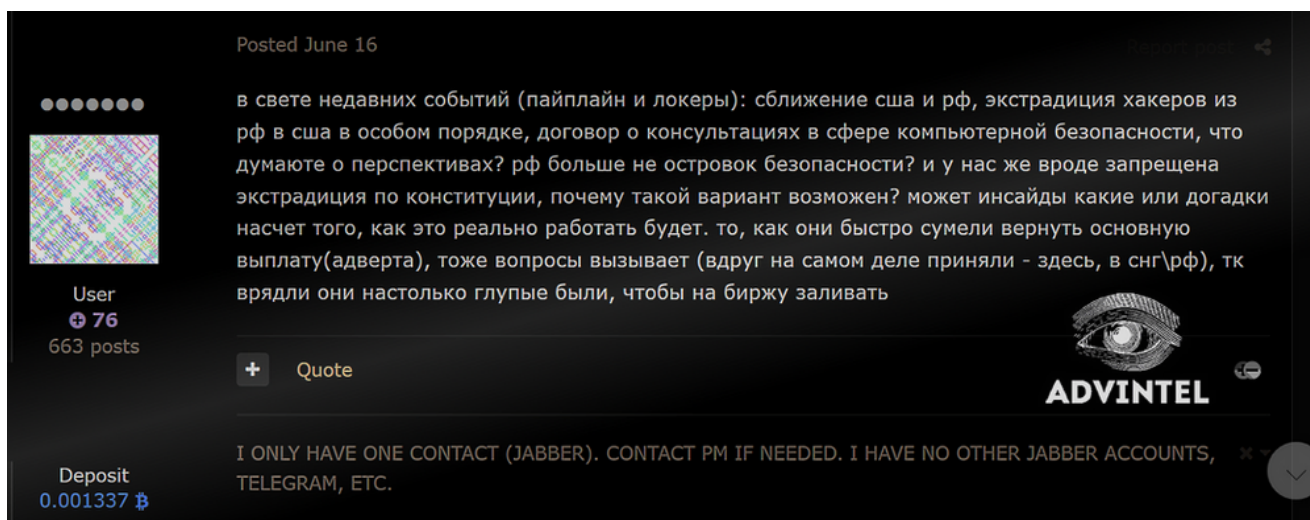 Posted June 16
Report post
в свете недавних событий (пайплайн и локеры): сближение сша и рф, экстрадиция хакеров из
рф в сша в особом порядке, договор о консультациях в сфере компьютерной безопасности, что
думаюте о перспективах? рф больше не островок безопасности? и у нас же вроде запрещена
экстрадиция по конституции, почему такой вариант возможен? может инсайды какие или догадки
насчет того, как это реально работать будет. то, как они быстро сумели вернуть основную
выплату(адверта), тоже вопросы вызывает (вдруг на самом деле приняли - здесь, в снг\рф), тк
врядли они настолько глупые были, чтобы на биржу заливать
User
76
663 posts
Quote
ADVINTEL
I ONLY HAVE ONE CONTACT (JABBER). CONTACT PM IF NEEDED. I HAVE NO OTHER JABBER ACCOUNTS,
TELEGRAM, ETC.
Deposit
0.001337 ₿